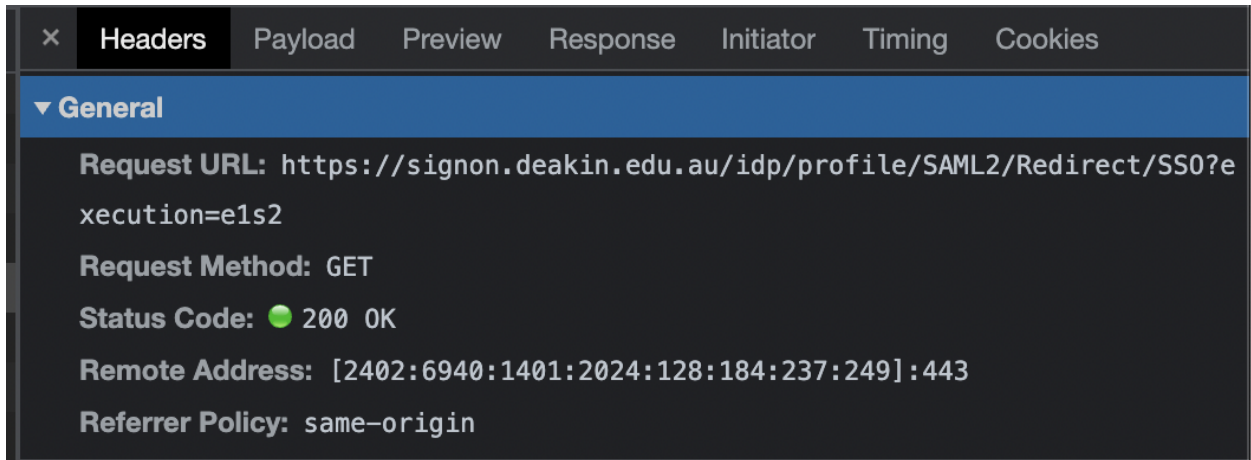 × Headers Payload Preview Response Initiator Timing Cookies
▼ General
Request URL: https://signon.deakin.edu.au/idp/profile/SAML2/Redirect/SSO?e
xecution=e1s2
Request Method: GET
Status Code: 200 OK
Remote Address: [2402:6940:1401:2024:128:184:237:249]:443
Referrer Policy: same-origin